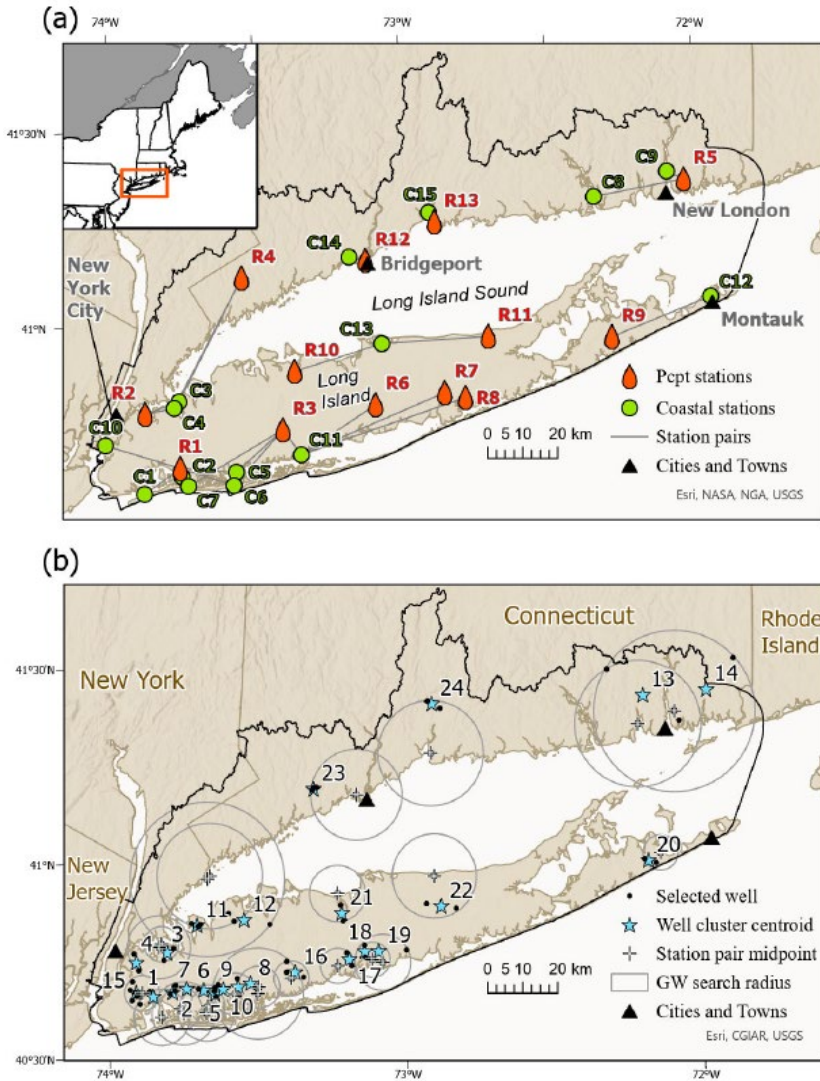 (a)
74°W
73°W
72°W
41°30'N
41°N
C9
R5
C8
New London
C15
R13
C14
R12
Bridgeport
R4
New
York
City
Long Island Sound
C12
Montauk
R11
R9
C13
R10
Long
Island
R7
R6
R8
C3
R2
C4
R3
C10
R1
C11
C2
C5
C1
C7
C6
0 5 10 20 km
Pcpt stations
Coastal stations
Station pairs
Cities and Towns
Esri, NASA, NGA, USGS
(b)
Connecticut
Rhode
Island
New York
41°30'N
13
14
24
23
41°N
New
Jersey
20
11
12
21
22
4
3
18
19
16
17
15
1
7
6
9
8
2
5
10
0 5 10 20 km
Selected well
Well cluster centroid
Station pair midpoint
GW search radius
Cities and Towns
Esri, CGIAR, USGS
40°30'N
74°W
73°W
72°W